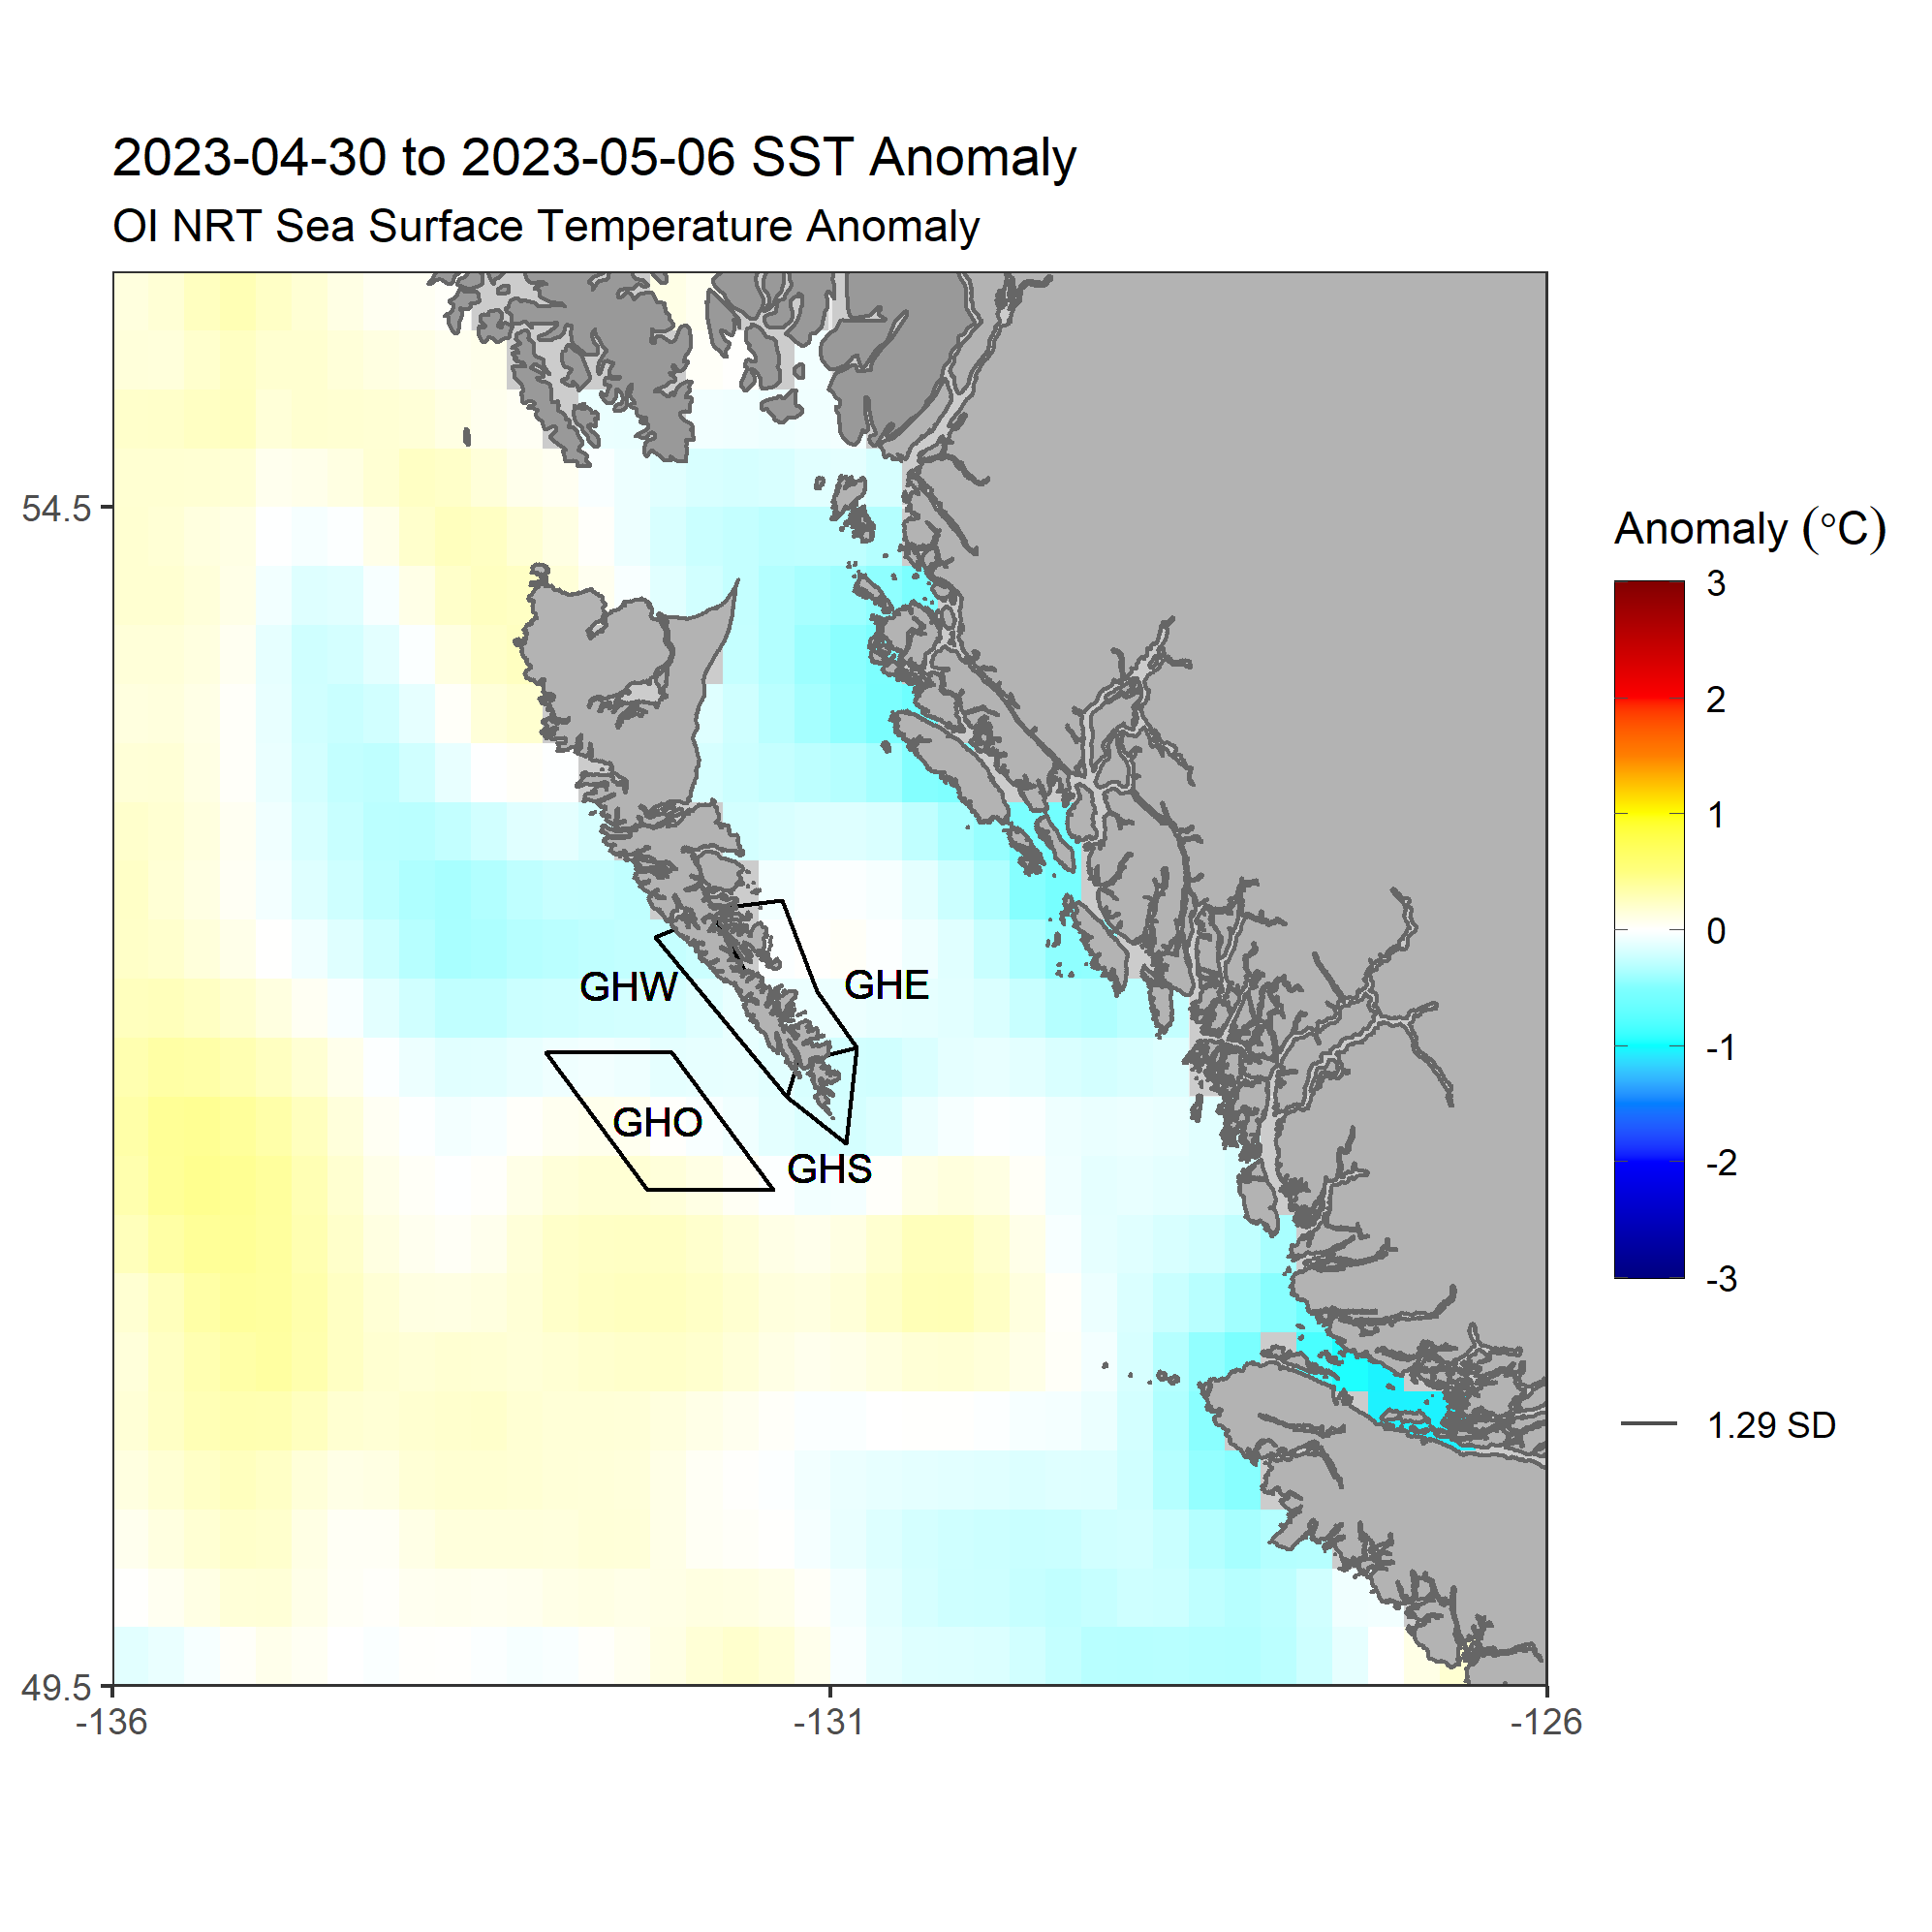 2023-04-30 to 2023-05-06 SST Anomaly
OI NRT Sea Surface Temperature Anomaly
54.5
49.5
-136
-131
-126
GHW
GHE
GHO
GHS
Anomaly (°C)
3
2
1
0
-1
-2
-3
1.29 SD